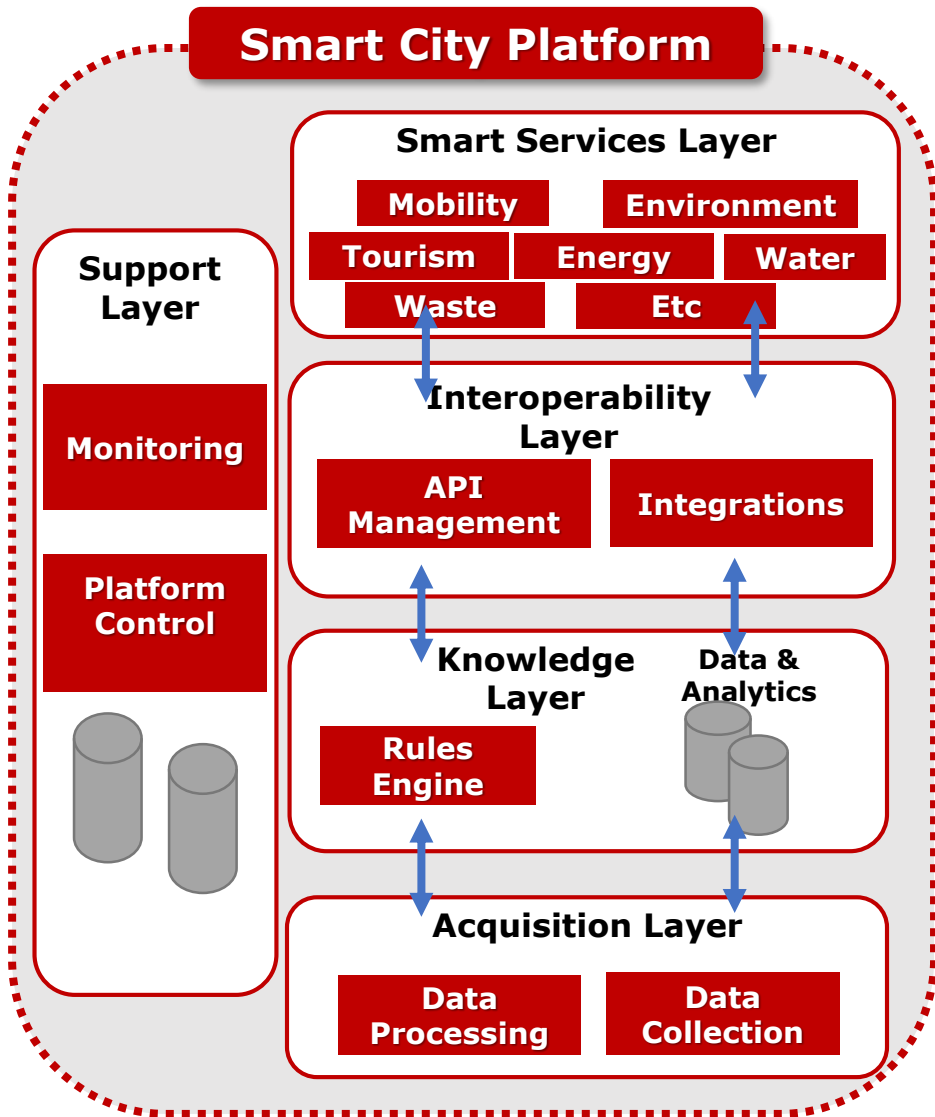 Smart City Platform
Smart Services Layer
Mobility
Environment
Tourism
Energy
Water
Waste
Etc
Support
Layer
Monitoring
Platform
Control
Interoperability
Layer
API
Management
Integrations
Knowledge
Layer
Data &
Analytics
Rules
Engine
Acquisition Layer
Data
Processing
Data
Collection